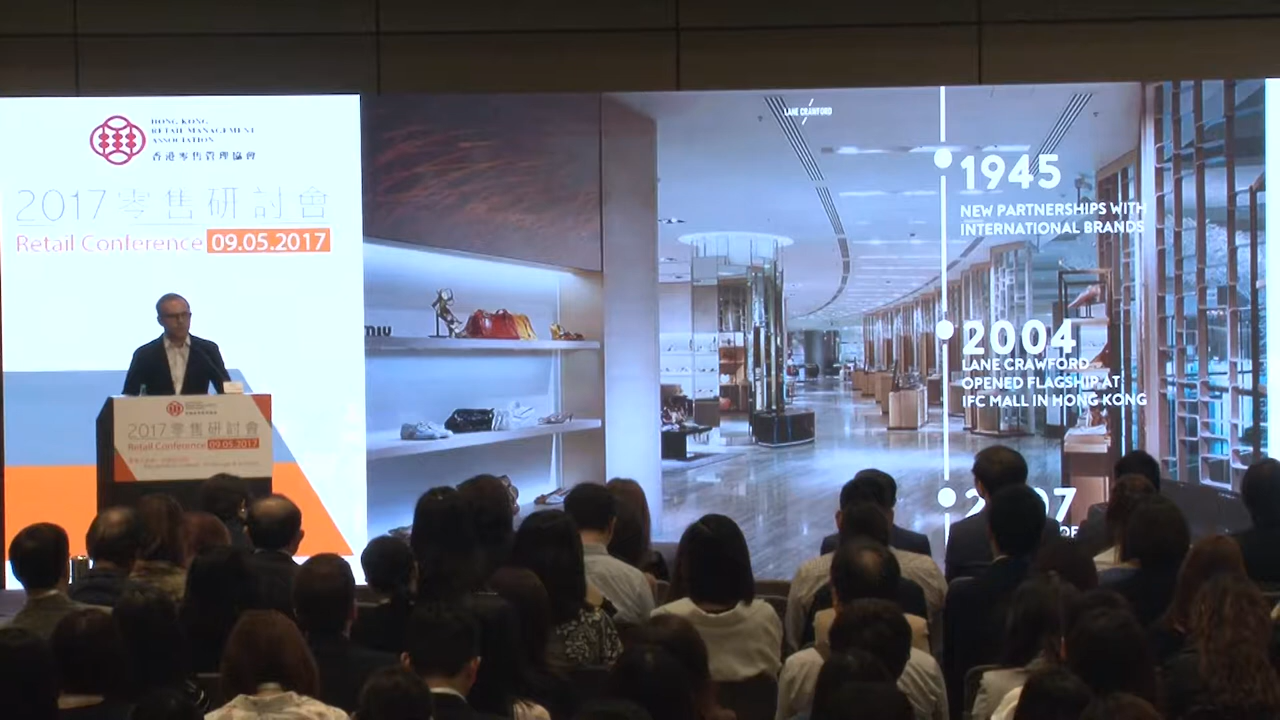 HONG KONG
RETAIL MANAGEMENT
ASSOCIATION
香港零售管理協會
2017零售研討會
Retail Conference 09.05.2017
2017零售研討會
Retail Conference 09.05.2017
MIU
LANE CRAWFORD
1945
NEW PARTNERSHIPS WITH
INTERNATIONAL BRANDS
2004
LANE CRAWFORD
OPENED FLAGSHIP AT
IFC MALL IN HONG KONG